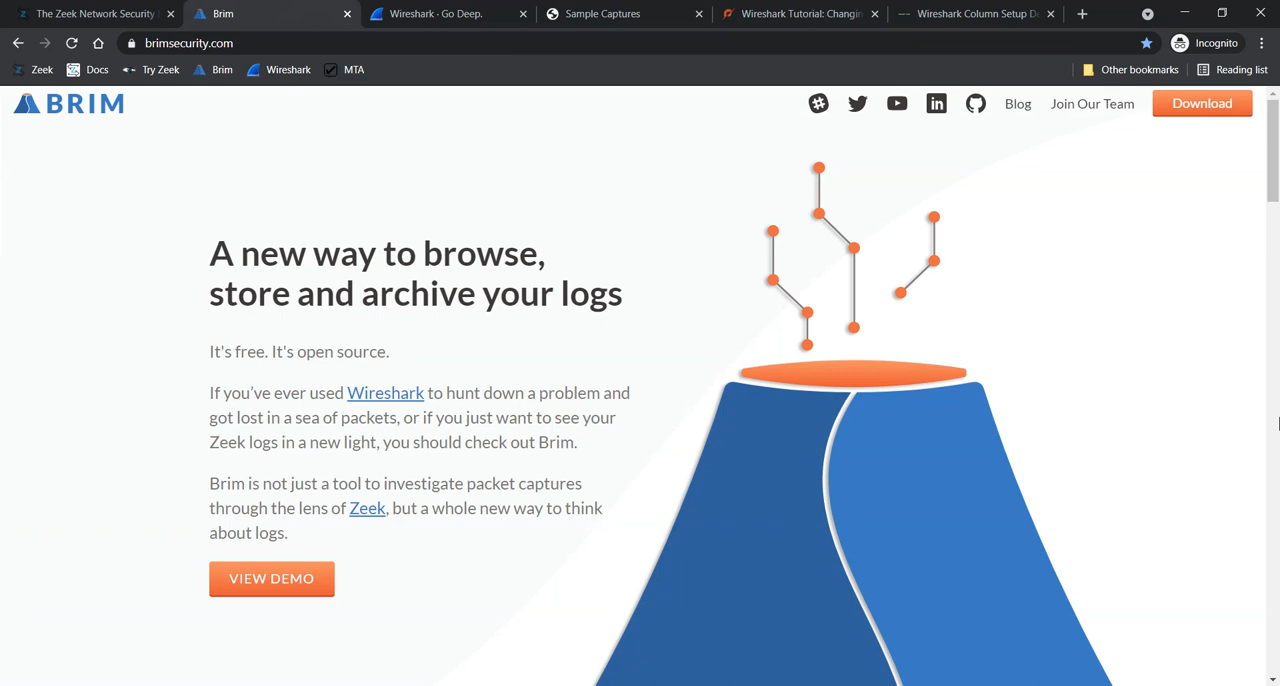 The Zeek Network Security
Brim
Wireshark · Go Deep.
Sample Captures
Wireshark Tutorial: Changin
Wireshark Column Setup De
brimsecurity.com
Incognito
Zeek
Docs
Try Zeek
Brim
Wireshark
MTA
Other bookmarks
Reading list
BRIM
Blog
Join Our Team
Download
A new way to browse,
store and archive your logs
It's free. It's open source.
If you've ever used Wireshark to hunt down a problem and
got lost in a sea of packets, or if you just want to see your
Zeek logs in a new light, you should check out Brim.
Brim is not just a tool to investigate packet captures
through the lens of Zeek, but a whole new way to think
about logs.
VIEW DEMO